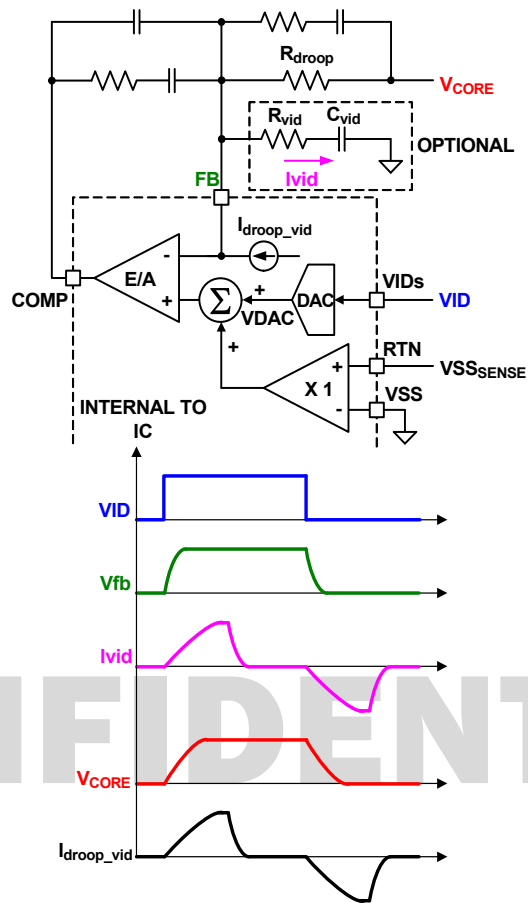 Rdroop
VCORE
Rvid
Cvid
OPTIONAL
Ivid
FB
Idroop_vid
-
E/A
+
COMP
Σ
+
VDAC
DAC
VIDs
VID
+
RTN
VSSSENSE
+
X 1
-
VSS
INTERNAL TO
IC
VID
Vfb
Ivid
NFIDENT
VCORE
Idroop_vid